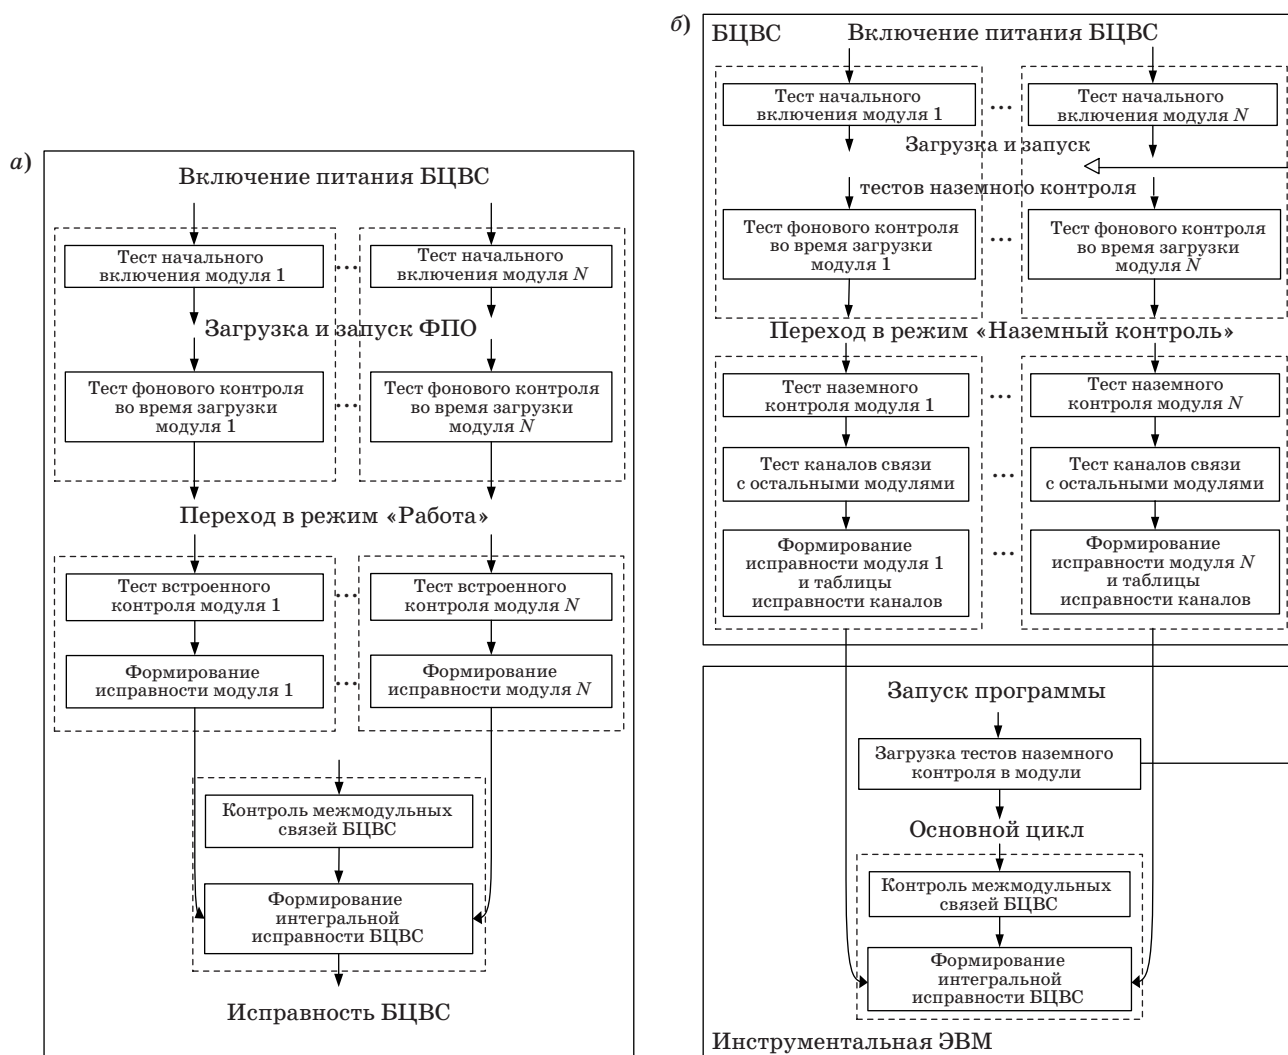 а)
Включение питания БЦВС
Тест начального
включения модуля 1
...
Тест начального
включения модуля N
Загрузка и запуск ФПО
Тест фонового контроля
во время загрузки
модуля 1
...
Тест фонового контроля
во время загрузки
модуля N
Переход в режим «Работа»
Тест встроенного
контроля модуля 1
...
Тест встроенного
контроля модуля N
Формирование
исправности модуля 1
...
Формирование
исправности модуля N
Контроль межмодульных
связей БЦВС
Формирование
интегральной
исправности БЦВС
Исправность БЦВС
б)
БЦВС
Включение питания БЦВС
Тест начального
включения модуля 1
...
Тест начального
включения модуля N
Загрузка и запуск
тестов наземного контроля
Тест фонового контроля
во время загрузки
модуля 1
...
Тест фонового контроля
во время загрузки
модуля N
Переход в режим «Наземный контроль»
Тест наземного
контроля модуля 1
...
Тест наземного
контроля модуля N
Тест каналов связи
с остальными модулями
...
Тест каналов связи
с остальными модулями
Формирование
исправности модуля 1
и таблицы
исправности каналов
...
Формирование
исправности модуля N
и таблицы
исправности каналов
Запуск программы
Загрузка тестов наземного
контроля в модули
Основной цикл
Контроль межмодульных
связей БЦВС
Формирование
интегральной
исправности БЦВС
Инструментальная ЭВМ